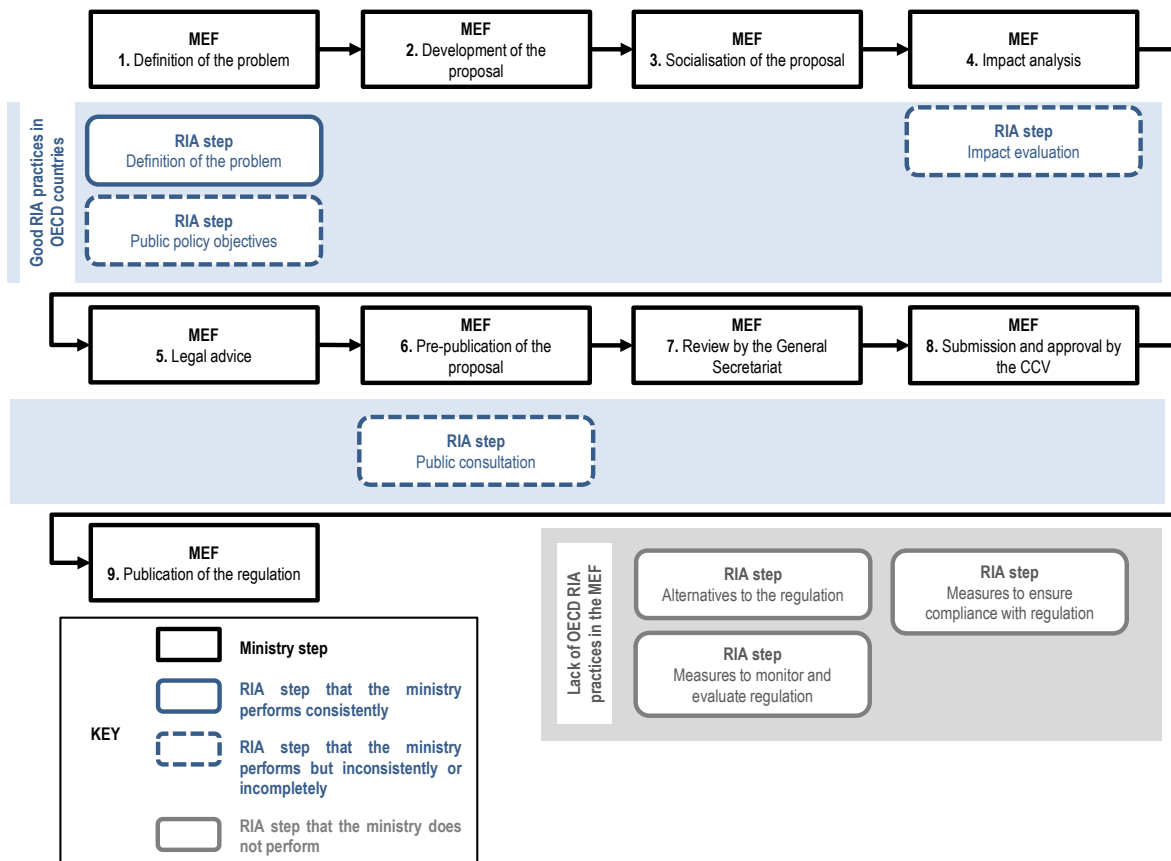 MEF
1. Definition of the problem
MEF
2. Development of the
proposal
MEF
3. Socialisation of the proposal
MEF
4. Impact analysis
Good RIA practices in
OECD countries
RIA step
Definition of the problem
RIA step
Public policy objectives
RIA step
Impact evaluation
MEF
5. Legal advice
MEF
6. Pre-publication of the
proposal
MEF
7. Review by the General
Secretariat
MEF
8. Submission and approval by
the CCV
RIA step
Public consultation
MEF
9. Publication of the regulation
Lack of OECD RIA
practices in the MEF
RIA step
Alternatives to the regulation
RIA step
Measures to ensure
compliance with regulation
RIA step
Measures to monitor and
evaluate regulation
KEY
Ministry step
RIA step that the ministry
performs consistently
RIA step that the ministry
performs but inconsistently or
incompletely
RIA step that the ministry does
not perform